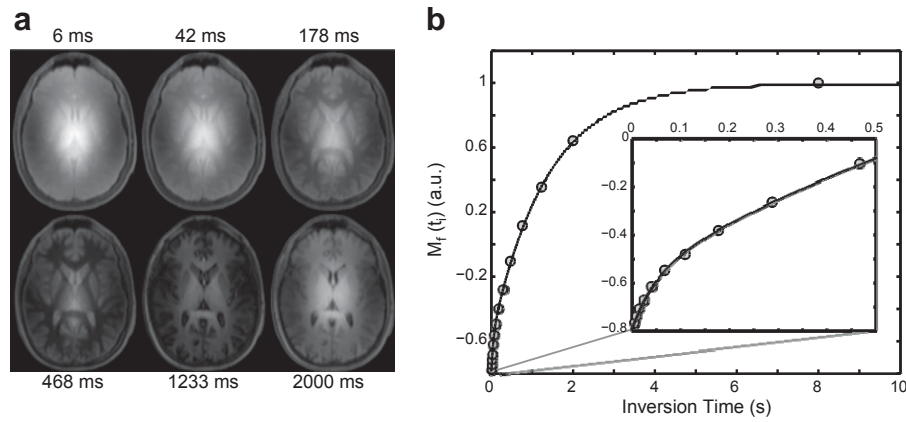 a
6 ms 42 ms 178 ms
468 ms 1233 ms 2000 ms
b
M_f (t_i) (a.u.)
1
0.6
0.2
−0.2
−0.6
0 2 4 6 8 10
Inversion Time (s)
0 0.1 0.2 0.3 0.4 0.5
0
−0.2
−0.4
−0.6
−0.8